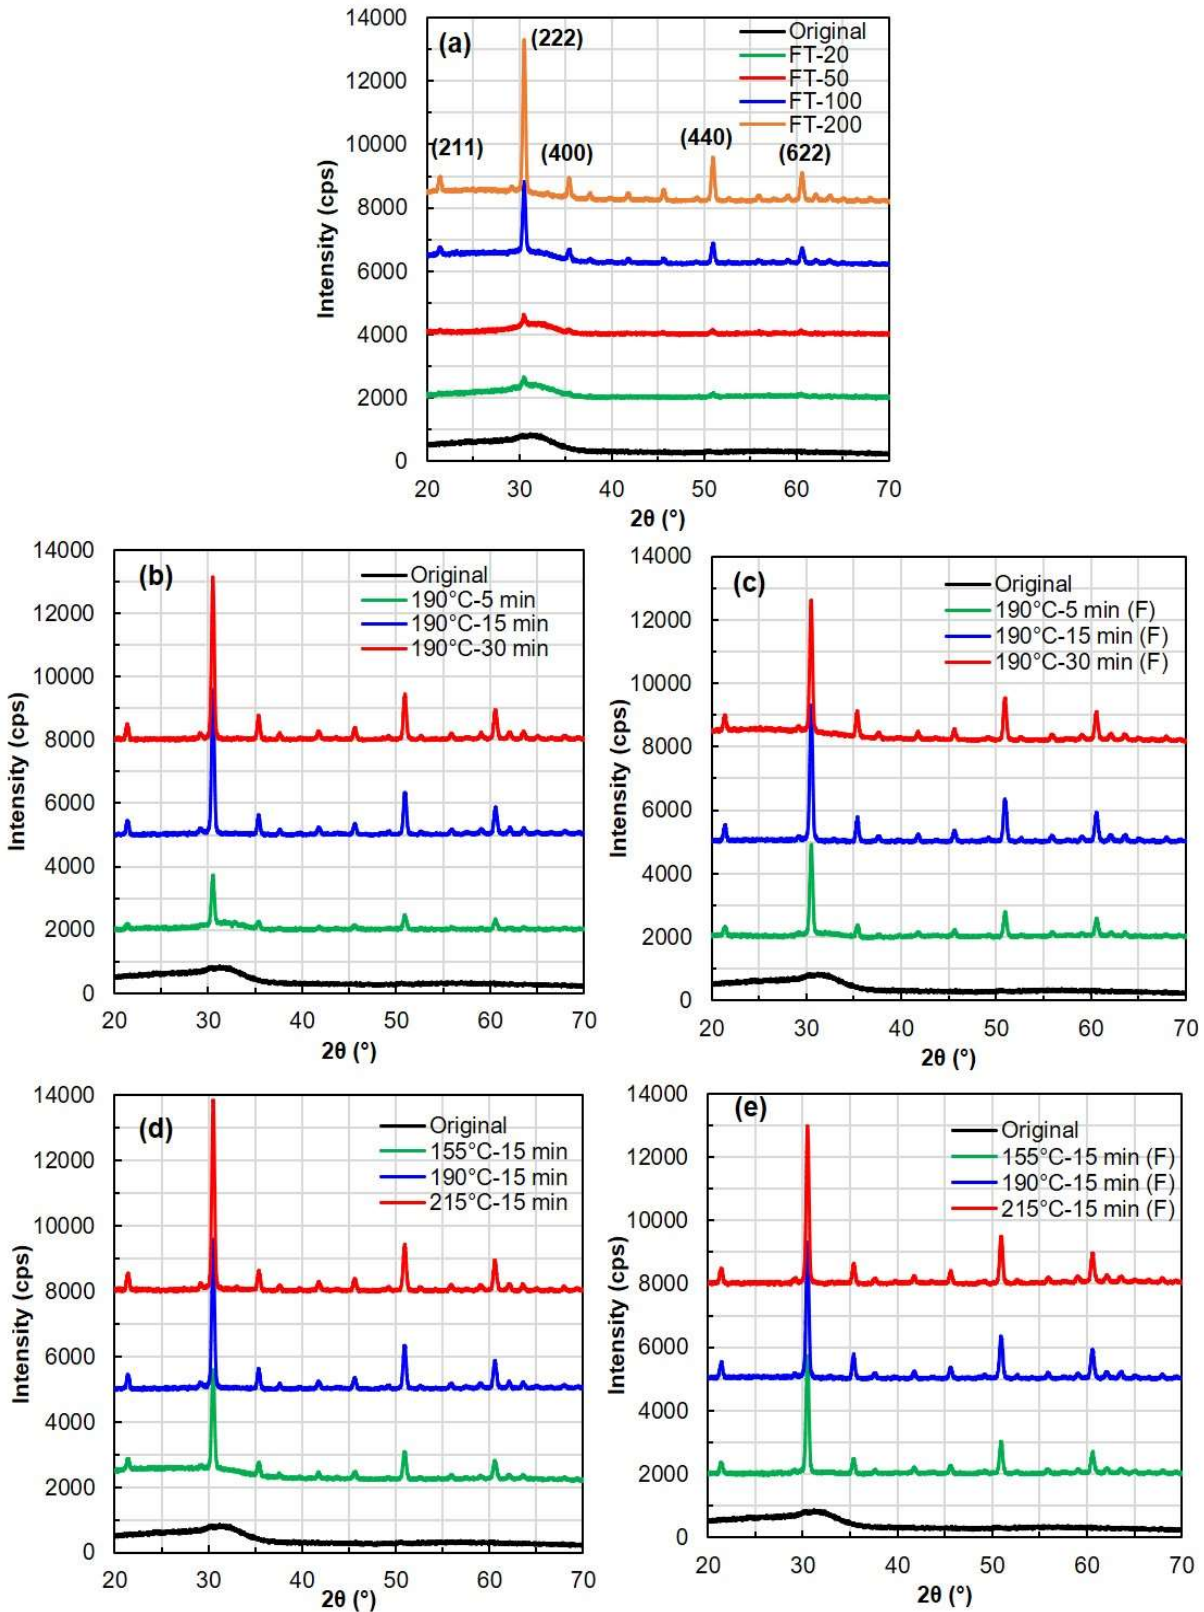 14000
12000
10000
8000
6000
4000
2000
0
Intensity (cps)
(a)
(222)
(211)
(400)
(440)
(622)
Original
FT-20
FT-50
FT-100
FT-200
20 30 40 50 60 70
2θ (°)
14000
12000
10000
8000
6000
4000
2000
0
Intensity (cps)
(b)
Original
190°C-5 min
190°C-15 min
190°C-30 min
20 30 40 50 60 70
2θ (°)
14000
12000
10000
8000
6000
4000
2000
0
Intensity (cps)
(c)
Original
190°C-5 min (F)
190°C-15 min (F)
190°C-30 min (F)
20 30 40 50 60 70
2θ (°)
14000
12000
10000
8000
6000
4000
2000
0
Intensity (cps)
(d)
Original
155°C-15 min
190°C-15 min
215°C-15 min
20 30 40 50 60 70
2θ (°)
14000
12000
10000
8000
6000
4000
2000
0
Intensity (cps)
(e)
Original
155°C-15 min (F)
190°C-15 min (F)
215°C-15 min (F)
20 30 40 50 60 70
2θ (°)